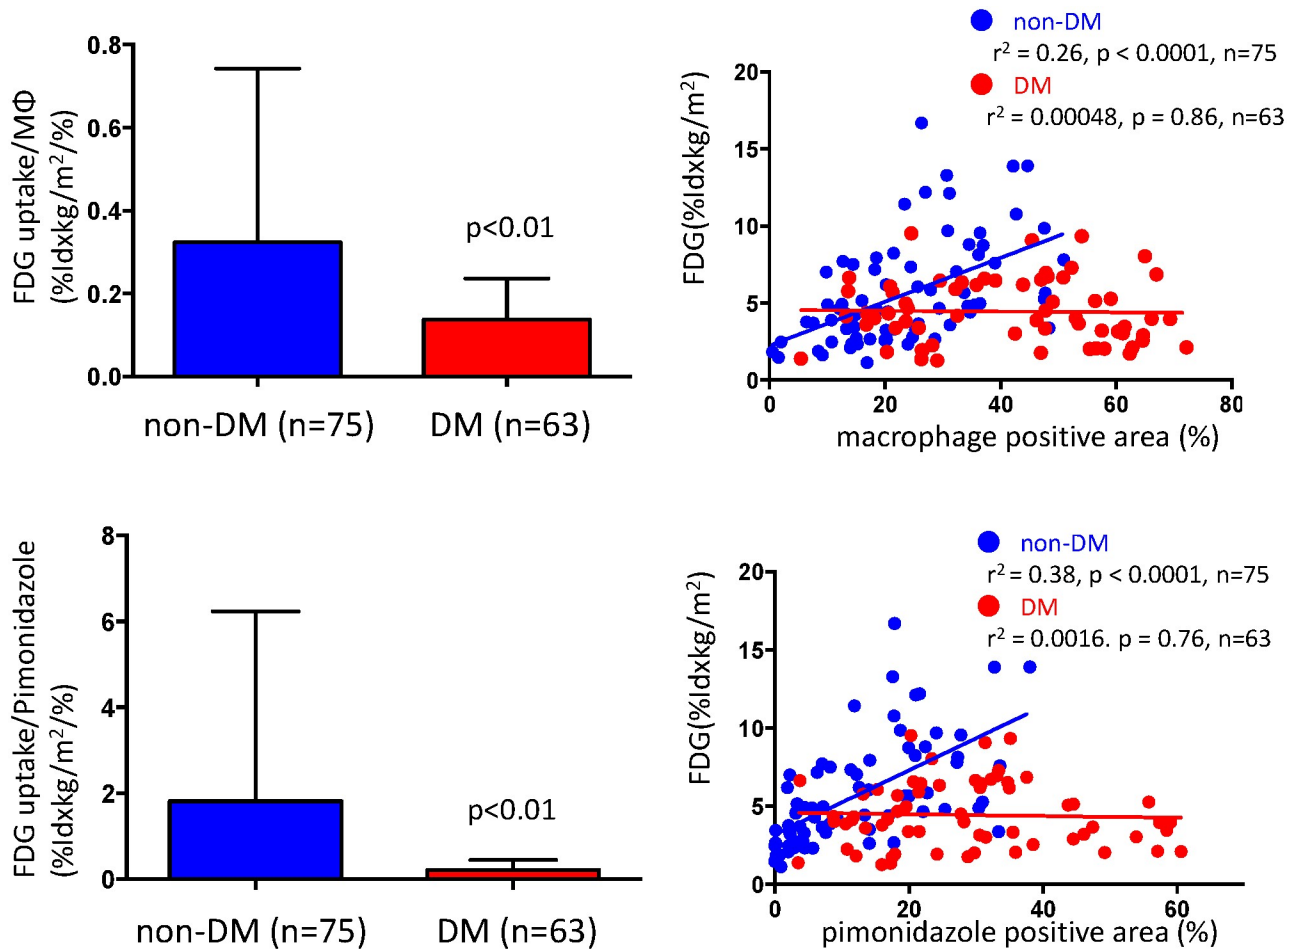 FDG uptake/MΦ
(%Idxkg/m²/%)
0.8
0.6
0.4
0.2
0.0
p<0.01
non-DM (n=75)
DM (n=63)
non-DM
r² = 0.26, p < 0.0001, n=75
DM
r² = 0.00048, p = 0.86, n=63
FDG(%Idxkg/m²)
20
15
10
5
0
0 20 40 60 80
macrophage positive area (%)
FDG uptake/Pimonidazole
(%Idxkg/m²/%)
8
6
4
2
0
p<0.01
non-DM (n=75)
DM (n=63)
non-DM
r² = 0.38, p < 0.0001, n=75
DM
r² = 0.0016. p = 0.76, n=63
FDG(%Idxkg/m²)
20
15
10
5
0
0 20 40 60
pimonidazole positive area (%)